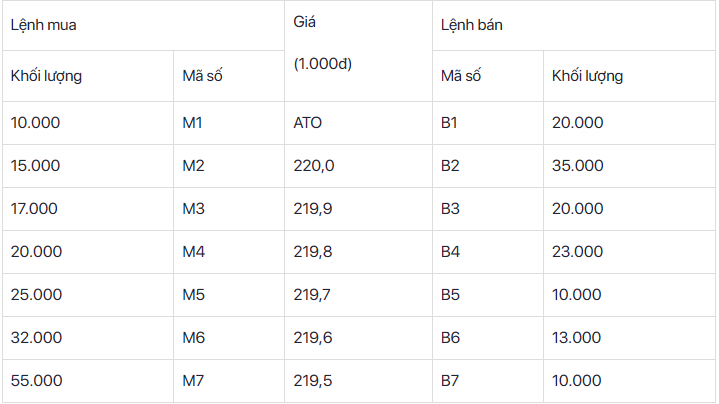 Lệnh mua Giá Lệnh bán
(1.000đ)
Khối lượng Mã số Mã số Khối lượng
10.000 M1 ATO B1 20.000
15.000 M2 220,0 B2 35.000
17.000 M3 219,9 B3 20.000
20.000 M4 219,8 B4 23.000
25.000 M5 219,7 B5 10.000
32.000 M6 219,6 B6 13.000
55.000 M7 219,5 B7 10.000